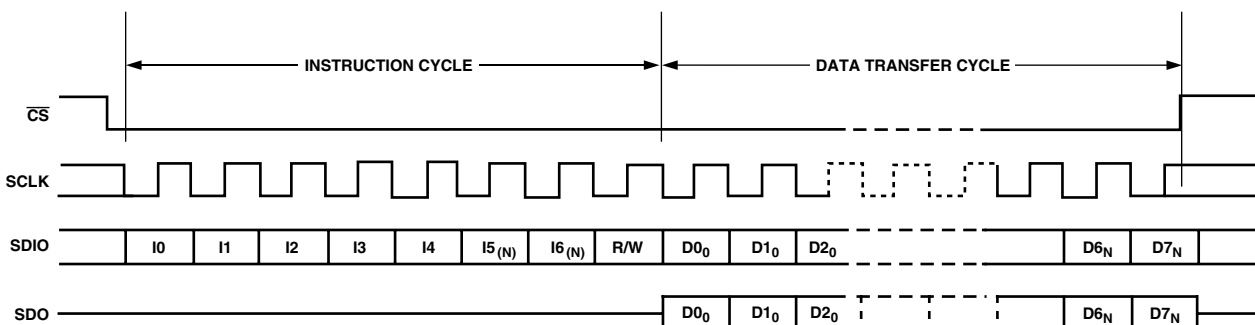 INSTRUCTION CYCLE DATA TRANSFER CYCLE
CS
SCLK
SDIO I0 I1 I2 I3 I4 I5(N) I6(N) R/W D00 D10 D20 D6N D7N
SDO D00 D10 D20 D6N D7N